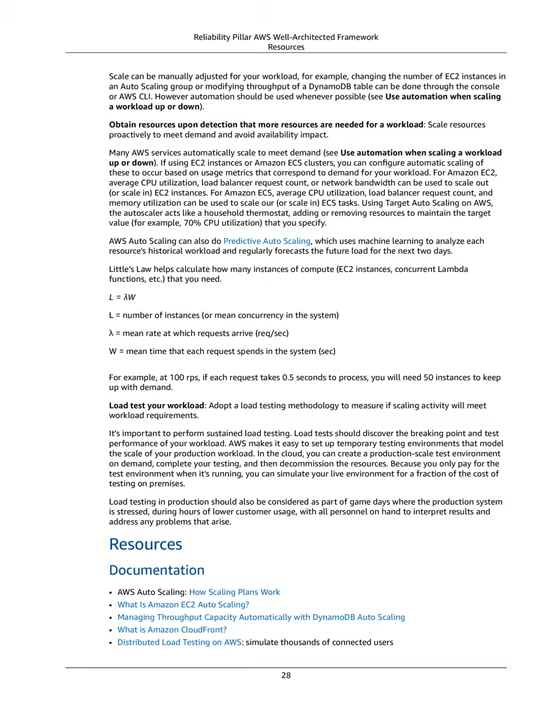 Reliability Pillar AWS Well-Architected Framework
Resources
Scale can be manually adjusted for your workload, for example, changing the number of EC2 instances in
an Auto Scaling group or modifying throughput of a DynamoDB table can be done through the console
or AWS CLI. However automation should be used whenever possible (see Use automation when scaling
a workload up or down).
Obtain resources upon detection that more resources are needed for a workload: Scale resources
proactively to meet demand and avoid availability impact.
Many AWS services automatically scale to meet demand (see Use automation when scaling a workload
up or down). If using EC2 instances or Amazon ECS clusters, you can configure automatic scaling of
these to occur based on usage metrics that correspond to demand for your workload. For Amazon EC2,
average CPU utilization, load balancer request count, or network bandwidth can be used to scale out
(or scale in) EC2 instances. For Amazon ECS, average CPU utilization, load balancer request count, and
memory utilization can be used to scale our (or scale in) ECS tasks. Using Target Auto Scaling on AWS,
the autoscaler acts like a household thermostat, adding or removing resources to maintain the target
value (for example, 70% CPU utilization) that you specify.
AWS Auto Scaling can also do Predictive Auto Scaling, which uses machine learning to analyze each
resource's historical workload and regularly forecasts the future load for the next two days.
Little's Law helps calculate how many instances of compute (EC2 instances, concurrent Lambda
functions, etc.) that you need.
L = λW
L = number of instances (or mean concurrency in the system)
λ = mean rate at which requests arrive (req/sec)
W = mean time that each request spends in the system (sec)
For example, at 100 rps, if each request takes 0.5 seconds to process, you will need 50 instances to keep
up with demand.
Load test your workload: Adopt a load testing methodology to measure if scaling activity will meet
workload requirements.
It's important to perform sustained load testing. Load tests should discover the breaking point and test
performance of your workload. AWS makes it easy to set up temporary testing environments that model
the scale of your production workload. In the cloud, you can create a production-scale test environment
on demand, complete your testing, and then decommission the resources. Because you only pay for the
test environment when it's running, you can simulate your live environment for a fraction of the cost of
testing on premises.
Load testing in production should also be considered as part of game days where the production system
is stressed, during hours of lower customer usage, with all personnel on hand to interpret results and
address any problems that arise.
Resources
Documentation
• AWS Auto Scaling: How Scaling Plans Work
• What Is Amazon EC2 Auto Scaling?
• Managing Throughput Capacity Automatically with DynamoDB Auto Scaling
• What is Amazon CloudFront?
• Distributed Load Testing on AWS: simulate thousands of connected users
28